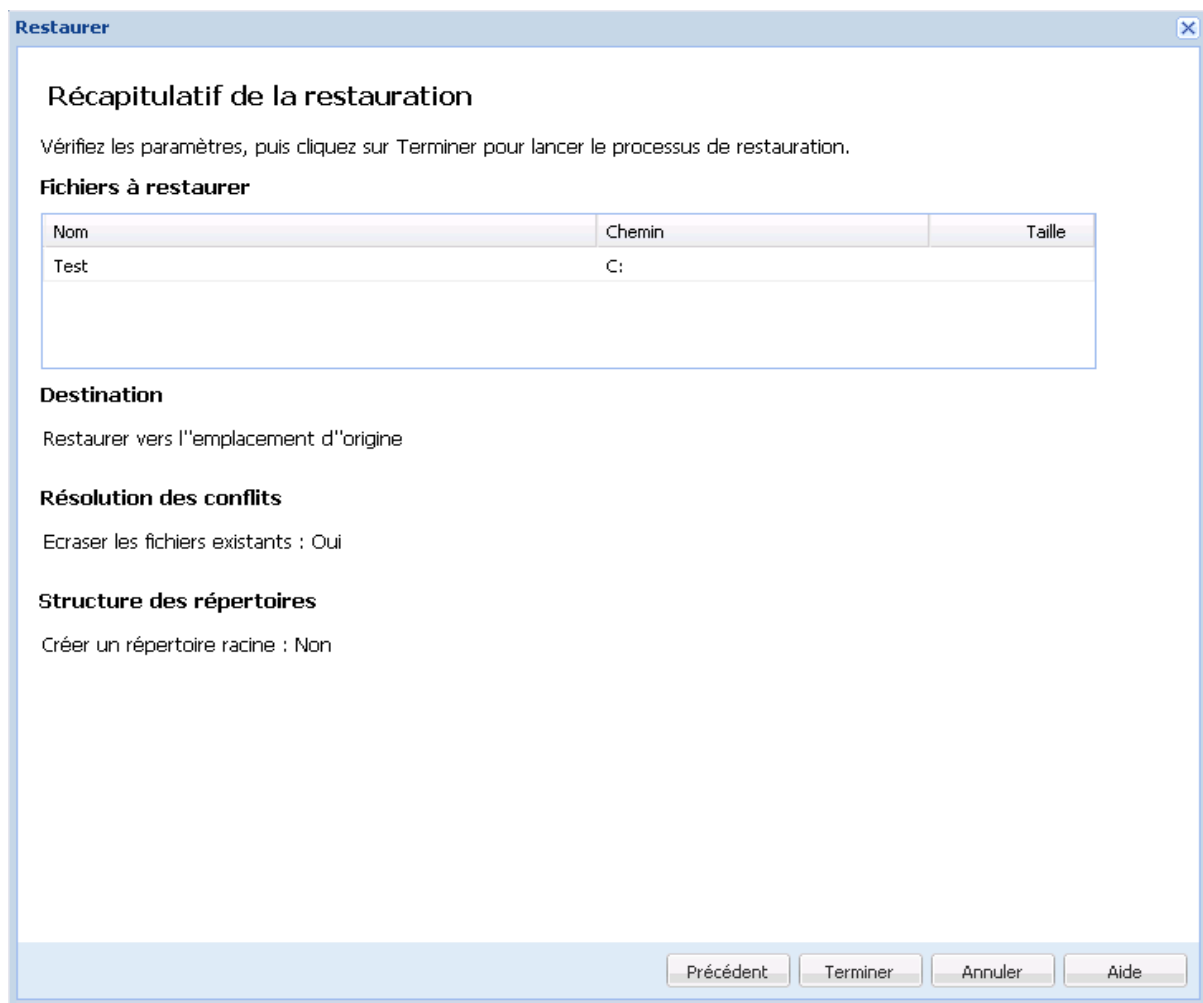 Restaurer
Récapitulatif de la restauration
Vérifiez les paramètres, puis cliquez sur Terminer pour lancer le processus de restauration.
Fichiers à restaurer
Nom Chemin Taille
Test C:
Destination
Restaurer vers l''emplacement d''origine
Résolution des conflits
Ecraser les fichiers existants : Oui
Structure des répertoires
Créer un répertoire racine : Non
Précédent Terminer Annuler Aide